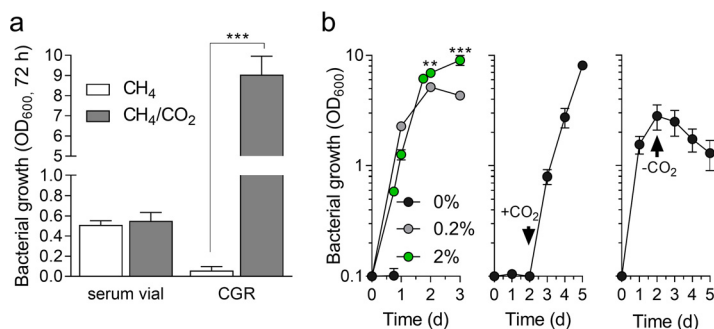 a
Bacterial growth (OD600, 72 h)
10
9
8
7
6
5
1.0
0.8
0.6
0.4
0.2
0.0
CH4
CH4/CO2
***
serum vial
CGR
b
Bacterial growth (OD600)
10
1
0.1
** ***
0%
0.2%
2%
0 1 2 3
Time (d)
+CO2
0 1 2 3 4 5
Time (d)
-CO2
0 1 2 3 4 5
Time (d)